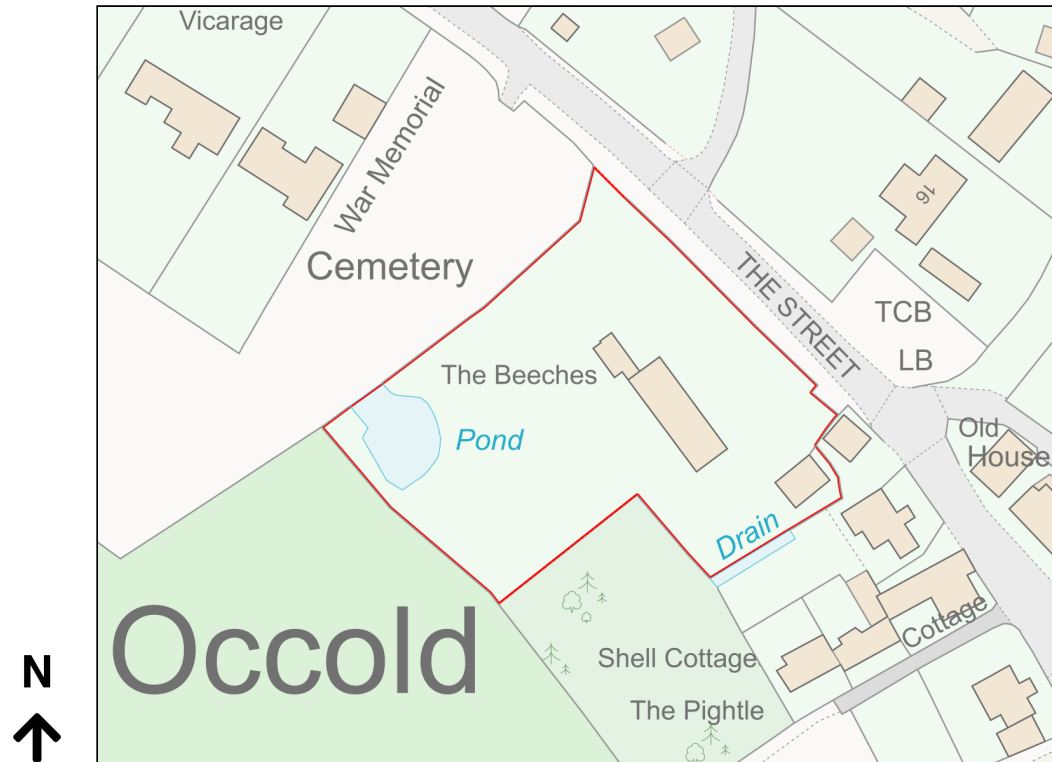 Vicarage
War Memorial
Cemetery
16
THE STREET
TCB
LB
The Beeches
Pond
Old
House
Drain
Occold
Cottage
Shell Cottage
The Pightle
N